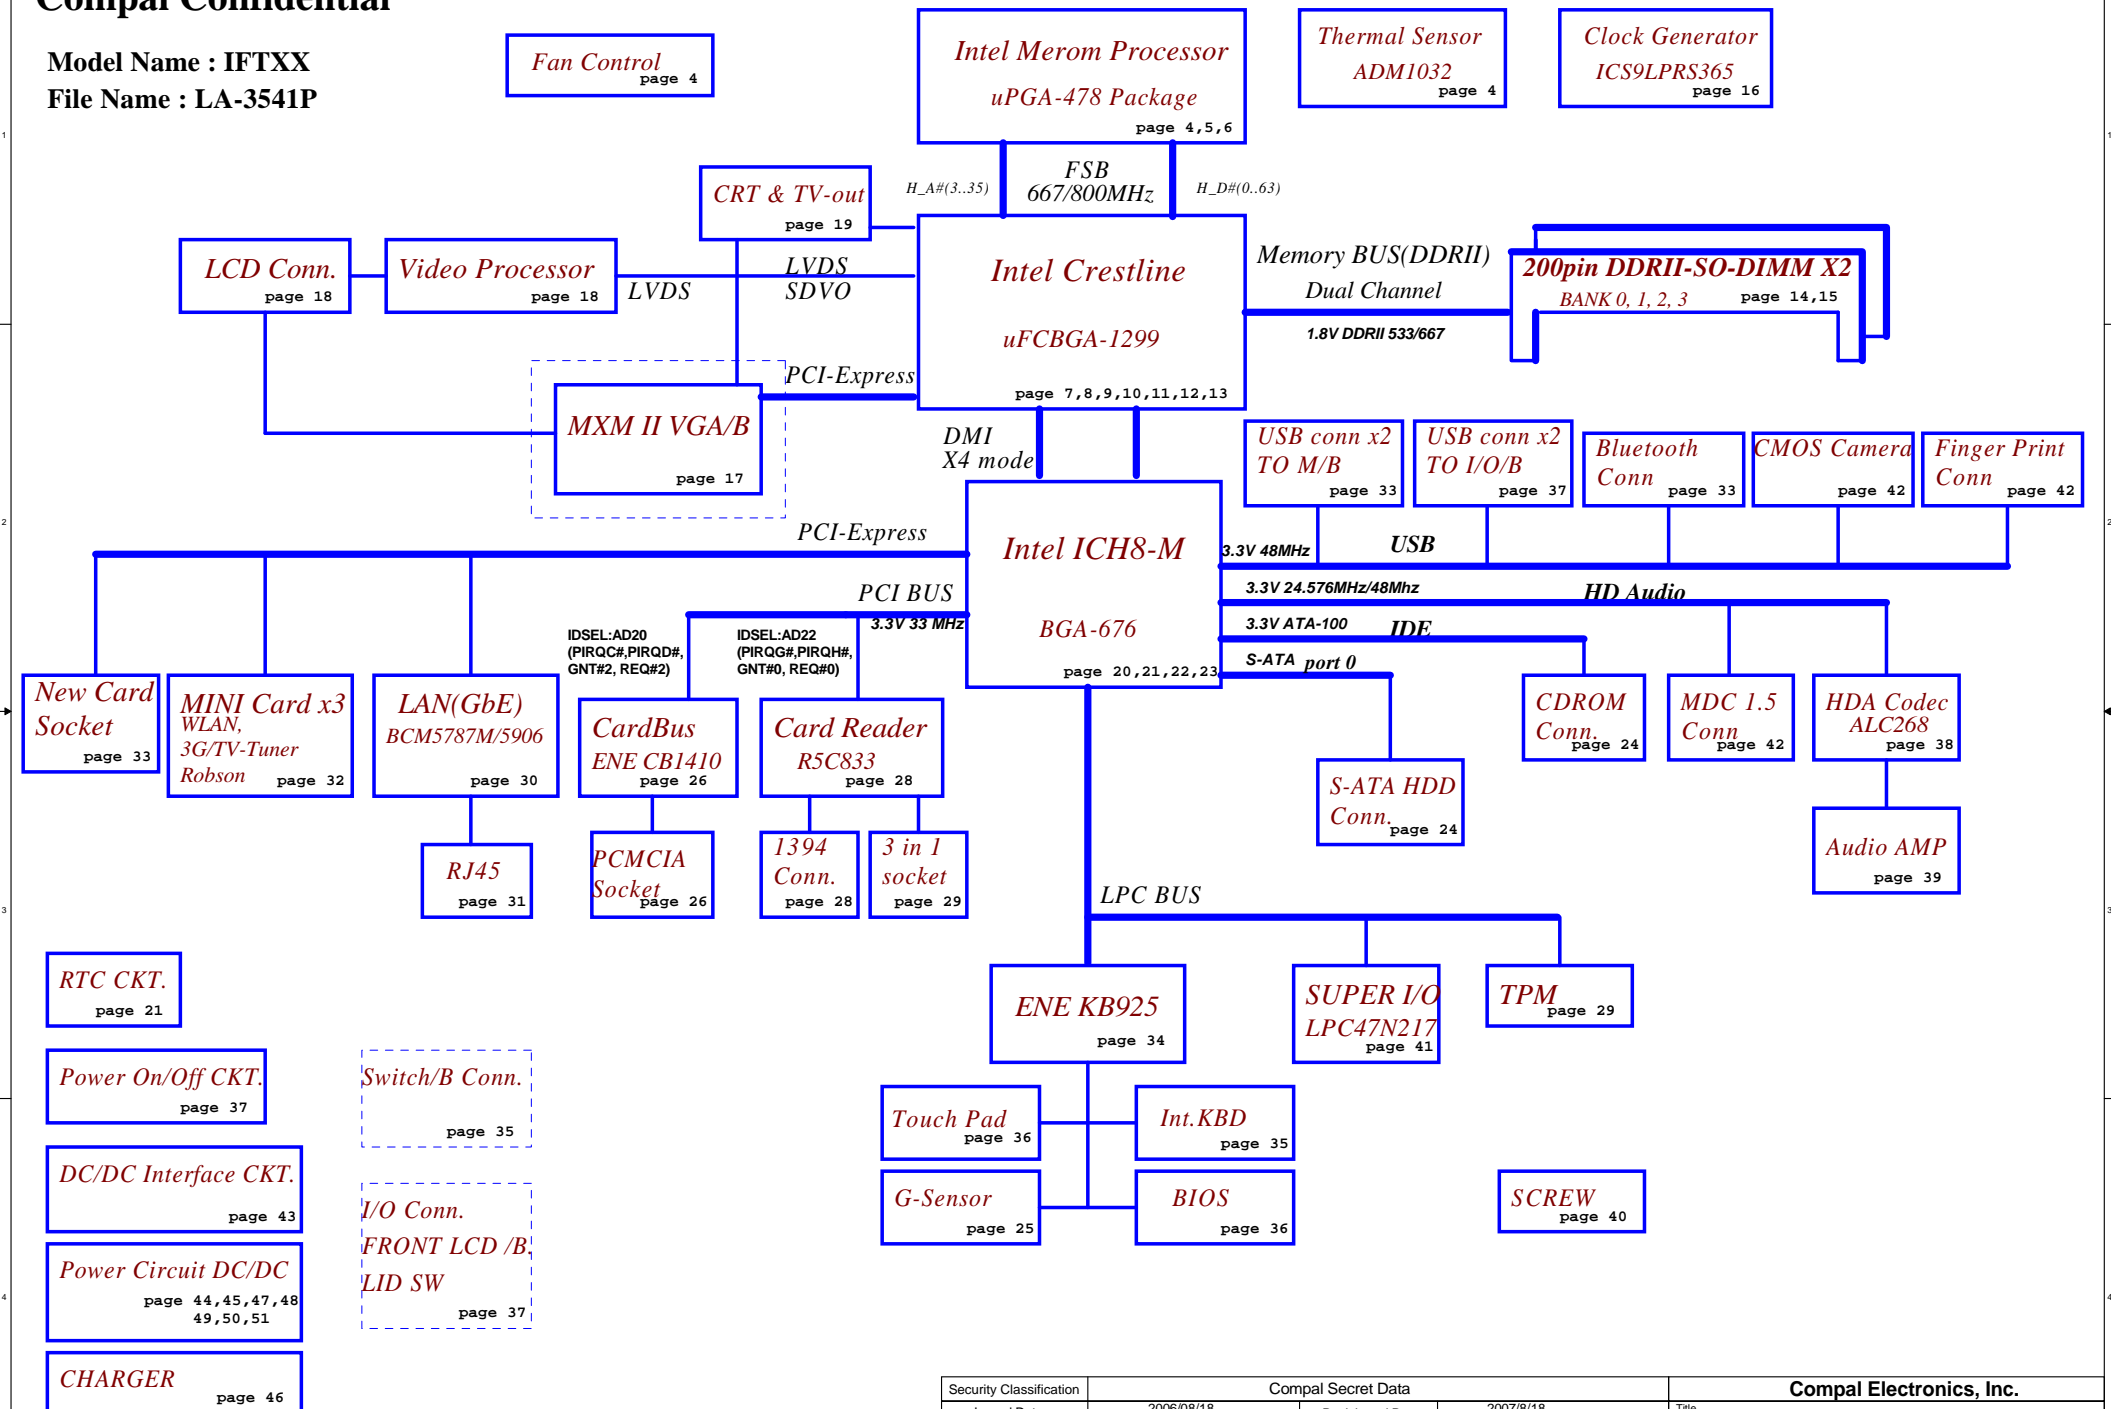 Compal Confidential
Model Name : IFTXX
File Name : LA-3541P
Fan Control
page 4
Intel Merom Processor
uPGA-478 Package
page 4,5,6
Thermal Sensor
ADM1032
page 4
Clock Generator
ICS9LPRS365
page 16
H_A#(3..35)
FSB
667/800MHz
H_D#(0..63)
CRT & TV-out
page 19
LCD Conn.
page 18
Video Processor
page 18
LVDS
LVDS
SDVO
Intel Crestline
uFCBGA-1299
page 7,8,9,10,11,12,13
Memory BUS(DDRII)
Dual Channel
1.8V DDRII 533/667
200pin DDRII-SO-DIMM X2
BANK 0, 1, 2, 3
page 14,15
PCI-Express
MXM II VGA/B
page 17
DMI
X4 mode
USB conn x2
TO M/B
page 33
USB conn x2
TO I/O/B
page 37
Bluetooth
Conn
page 33
CMOS Camera
page 42
Finger Print
Conn
page 42
PCI-Express
Intel ICH8-M
BGA-676
page 20,21,22,23
3.3V 48MHz
USB
3.3V 24.576MHz/48Mhz
HD Audio
3.3V ATA-100
IDE
S-ATA
port 0
PCI BUS
3.3V 33 MHz
IDSEL:AD20
(PIRQC#,PIRQD#,
GNT#2, REQ#2)
IDSEL:AD22
(PIRQG#,PIRQH#,
GNT#0, REQ#0)
New Card
Socket
page 33
MINI Card x3
WLAN,
3G/TV-Tuner
Robson
page 32
LAN(GbE)
BCM5787M/5906
page 30
CardBus
ENE CB1410
page 26
Card Reader
R5C833
page 28
CDROM
Conn.
page 24
MDC 1.5
Conn
page 42
HDA Codec
ALC268
page 38
S-ATA HDD
Conn.
page 24
RJ45
page 31
PCMCIA
Socket
page 26
1394
Conn.
page 28
3 in 1
socket
page 29
Audio AMP
page 39
LPC BUS
RTC CKT.
page 21
ENE KB925
page 34
SUPER I/O
LPC47N217
page 41
TPM
page 29
Power On/Off CKT.
page 37
Switch/B Conn.
page 35
Touch Pad
page 36
Int.KBD
page 35
DC/DC Interface CKT.
page 43
I/O Conn.
FRONT LCD /B,
LID SW
page 37
G-Sensor
page 25
BIOS
page 36
SCREW
page 40
Power Circuit DC/DC
page 44,45,47,48
49,50,51
CHARGER
page 46
1
1
2
2
3
3
4
4
Security Classification
Compal Secret Data
Compal Electronics, Inc.
2006/08/18
2007/8/18
Title